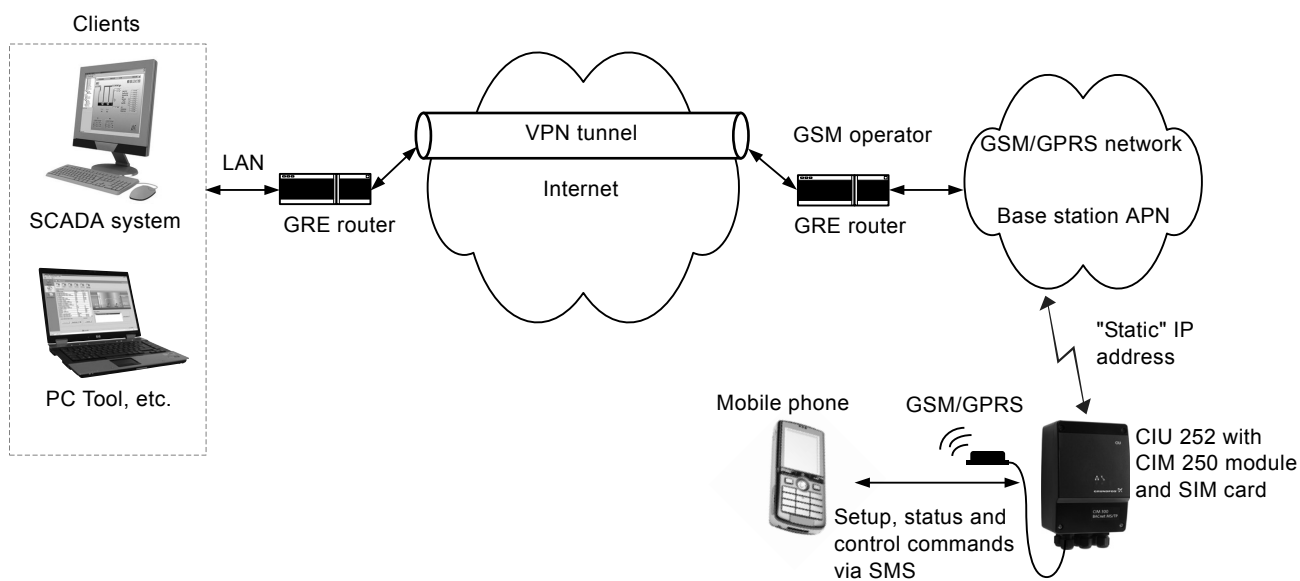 Clients
SCADA system
PC Tool, etc.
LAN
GRE router
VPN tunnel
Internet
GSM operator
GRE router
GSM/GPRS network
Base station APN
"Static" IP
address
Mobile phone
GSM/GPRS
Setup, status and
control commands
via SMS
CIU 252 with
CIM 250 module
and SIM card